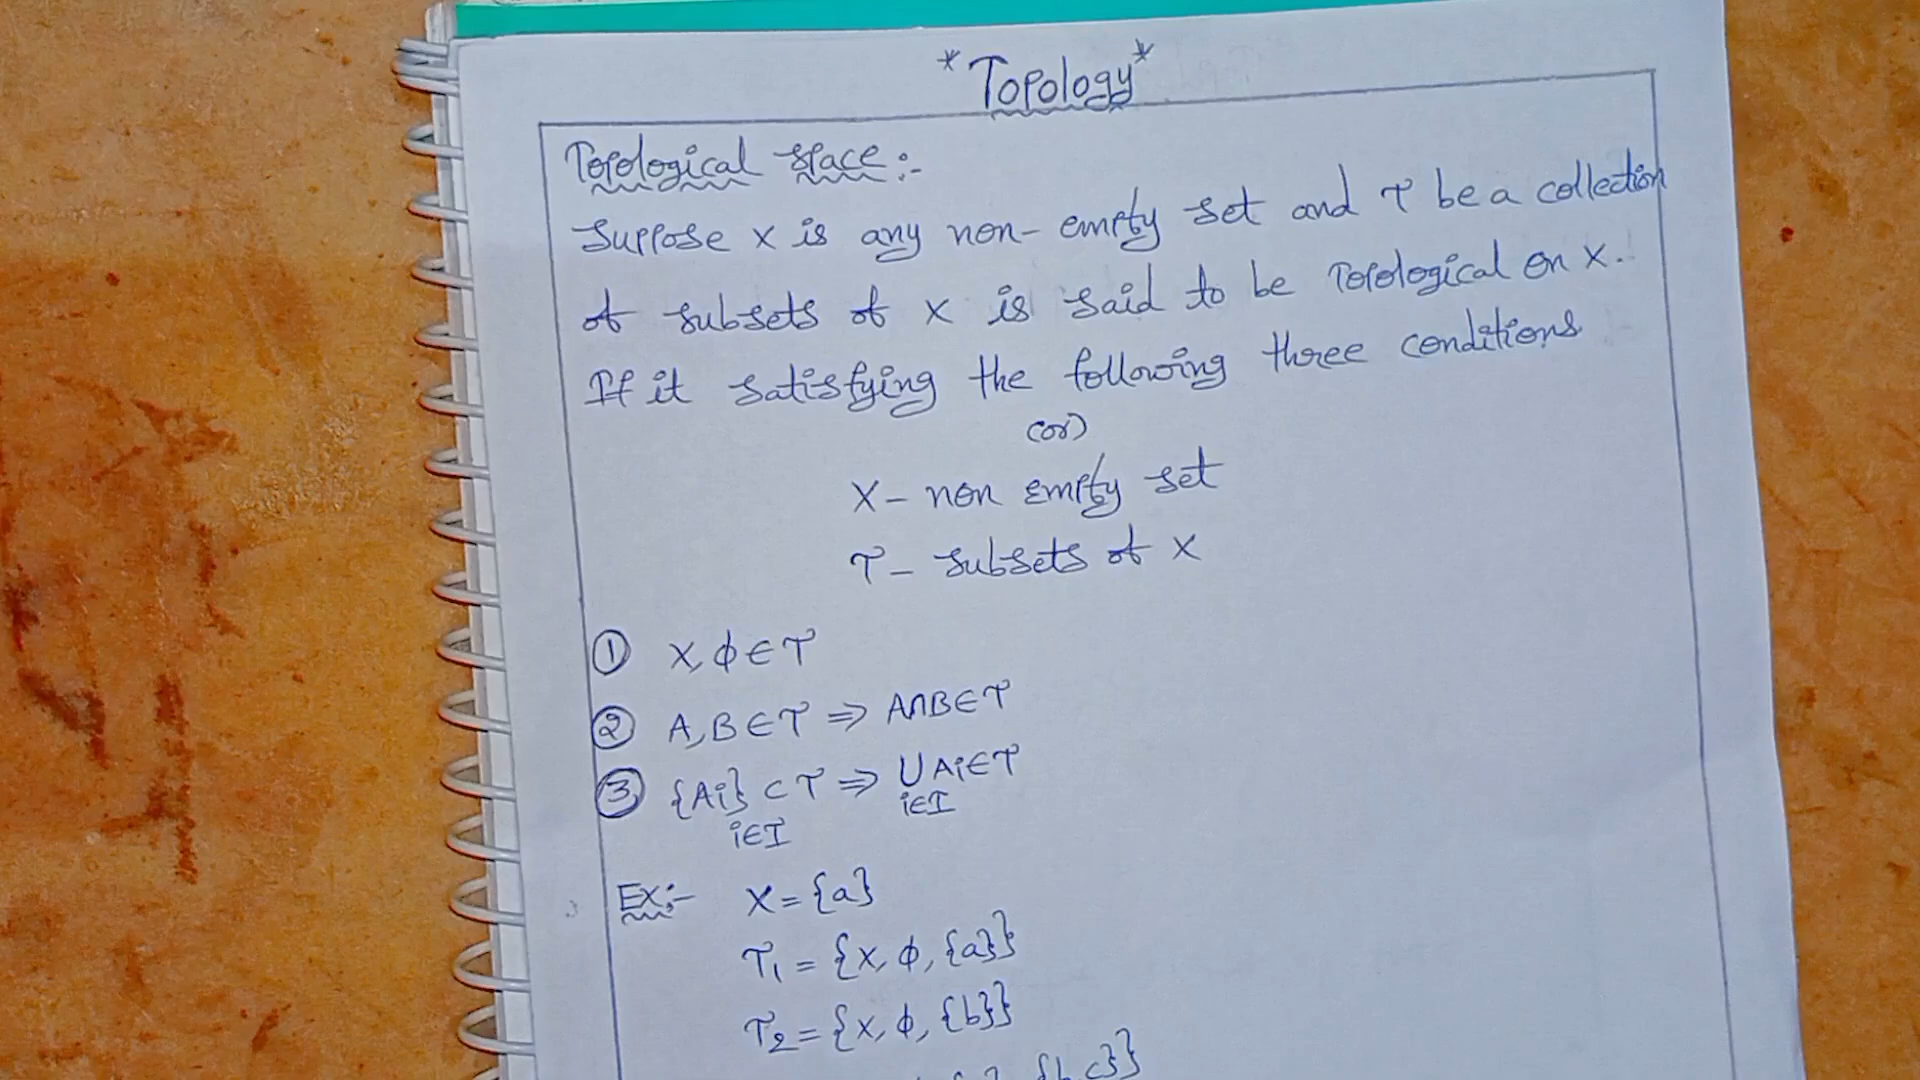 *Topology*
Topological space:-
Suppose X is any non-empty set and τ be a collection
of subsets of X is said to be Topological on X.
If it satisfying the following three conditions
(or)
X - non empty set
τ - subsets of X
① X, ϕ ∈ τ
② A, B ∈ τ ⇒ A∩B ∈ τ
③ {Ai} i∈I ⊂ τ ⇒ ∪ i∈I Ai ∈ τ
EX:- X = {a}
τ1 = {X, ϕ, {a}}
τ2 = {X, ϕ, {b}}
{b, c}}